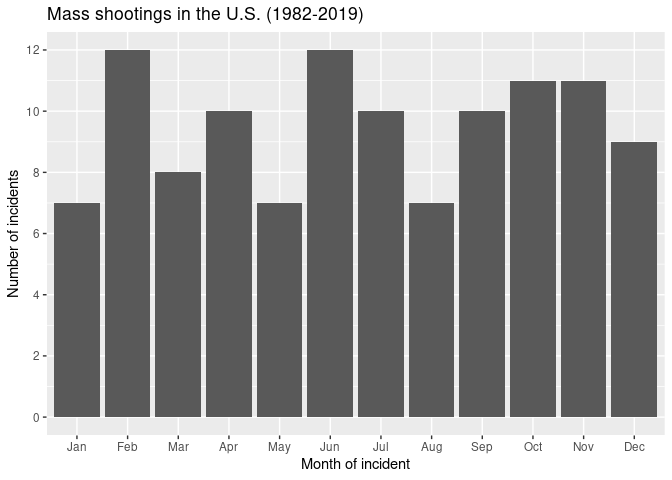 Mass shootings in the U.S. (1982-2019)
Number of incidents
12
10
8
6
4
2
0
Jan Feb Mar Apr May Jun Jul Aug Sep Oct Nov Dec
Month of incident